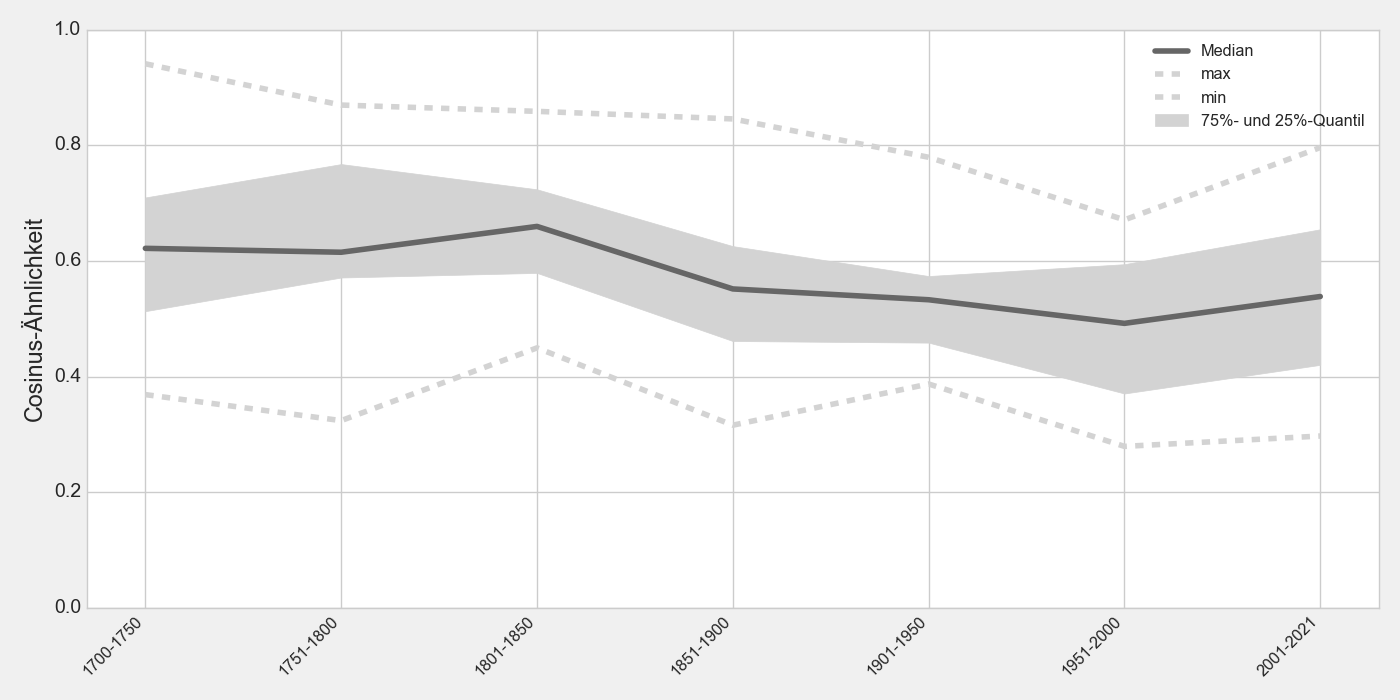 1.0
0.8
0.6
0.4
0.2
0.0
Cosinus-Ähnlichkeit
Median
max
min
75%- und 25%-Quantil
1700-1750
1751-1800
1801-1850
1851-1900
1901-1950
1951-2000
2001-2021